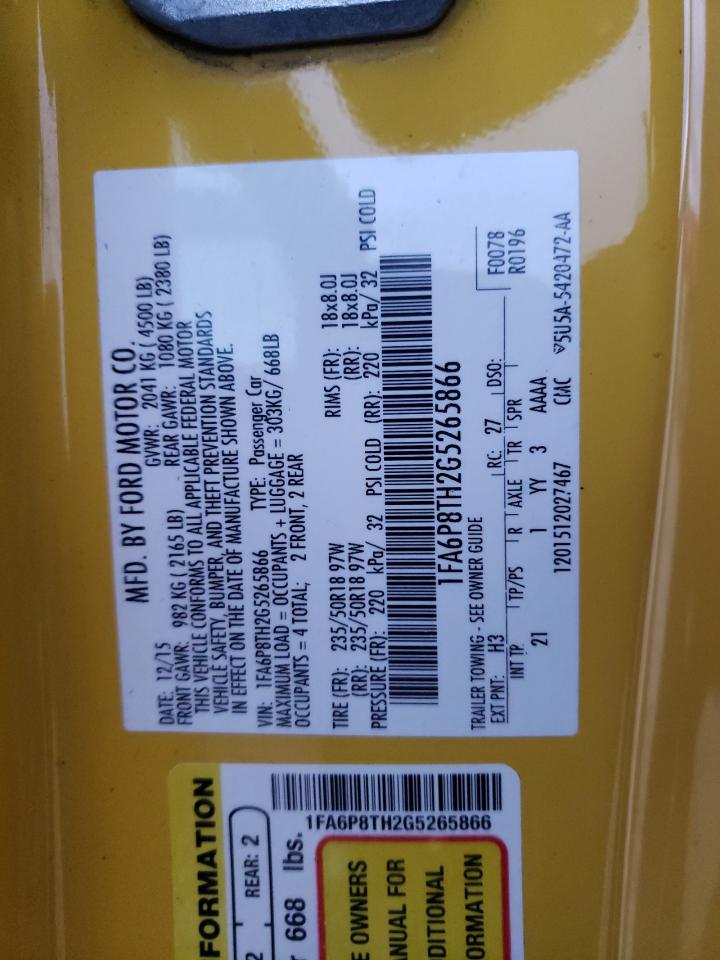 MFD. BY FORD MOTOR CO.
DATE: 12/15 GVWR: 2041 KG ( 4500 LB)
FRONT GAWR: 982 KG ( 2165 LB) REAR GAWR: 1080 KG ( 2380 LB)
THIS VEHICLE CONFORMS TO ALL APPLICABLE FEDERAL MOTOR
VEHICLE SAFETY, BUMPER, AND THEFT PREVENTION STANDARDS
IN EFFECT ON THE DATE OF MANUFACTURE SHOWN ABOVE.
VIN: 1FA6P8TH2G5265866 TYPE: Passenger Car
MAXIMUM LOAD = OCCUPANTS + LUGGAGE = 303KG/ 668LB
OCCUPANTS = 4 TOTAL; 2 FRONT, 2 REAR
TIRE (FR): 235/50R18 97W RIMS (FR): 18x8.0J
(RR): 235/50R18 97W (RR): 18x8.0J
PRESSURE (FR): 220 kPa/ 32 PSI COLD (RR): 220 kPa/ 32 PSI COLD
1FA6P8TH2G5265866
TRAILER TOWING - SEE OWNER GUIDE
EXT PNT: H3 RC: 27 DSO: F0078
R0196
INT TR TP/PS R AXLE TR SPR
21 1 YY 3 AAAA
1201512027467 CMC ▽5U5A-5420472-AA
FORMATION
2 REAR: 2
r 668 lbs.
1FA6P8TH2G5265866
E OWNERS
ANUAL FOR
DDITIONAL
ORMATION